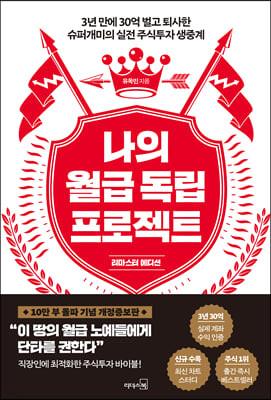 3년 만에 30억 벌고 퇴사한
슈퍼개미의 실전 주식투자 생중계
유목민 지음
나의
월급 독립
프로젝트
리마스터 에디션
10만 부 돌파 기념 개정증보판
“이 땅의 월급 노예들에게
단타를 권한다”
직장인에 최적화한 주식투자 바이블!
3년 30억
실제 계좌
수익 인증
신규 수록
최신 차트
스터디
주식 1위
출간 즉시
베스트셀러
리더스북